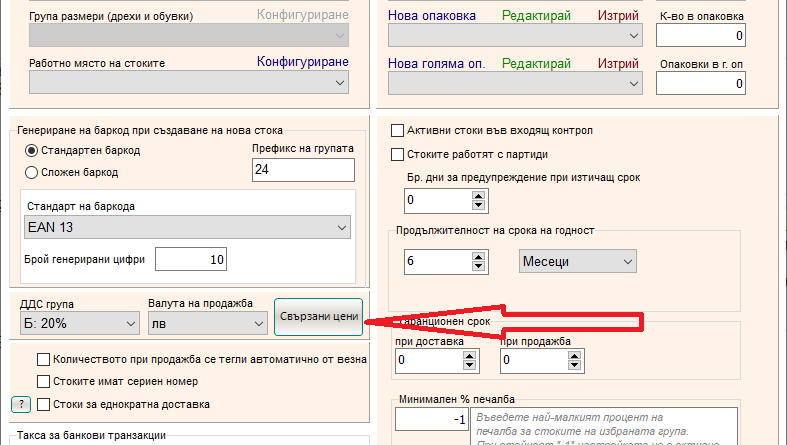 Група размери (дрехи и обувки) Конфигуриране
Работно място на стоките Конфигуриране
Нова опаковка Редактирай Изтрий К-во в опаковка
0
Нова голяма оп. Редактирай Изтрий Опаковки в г. оп
0
Генериране на баркод при създаване на нова стока
Стандартен баркод
Сложен баркод
Префикс на групата
24
Стандарт на баркода
EAN 13
Брой генерирани цифри 10
ДДС група
Б: 20%
Валута на продажба
лв
Свързани цени
Количеството при продажба се тегли автоматично от везна
Стоките имат сериен номер
? Стоки за еднократна доставка
Такса за банкови транзакции
Активни стоки във входящ контрол
Стоките работят с партиди
Бр. дни за предупреждение при изтичащ срок
0
Продължителност на срока на годност
6 Месеци
Гаранционен срок
при доставка при продажба
0 0
Минимален % печалба
-1
Въведете най-малкият процент на
печалба за стоките на избраната група.